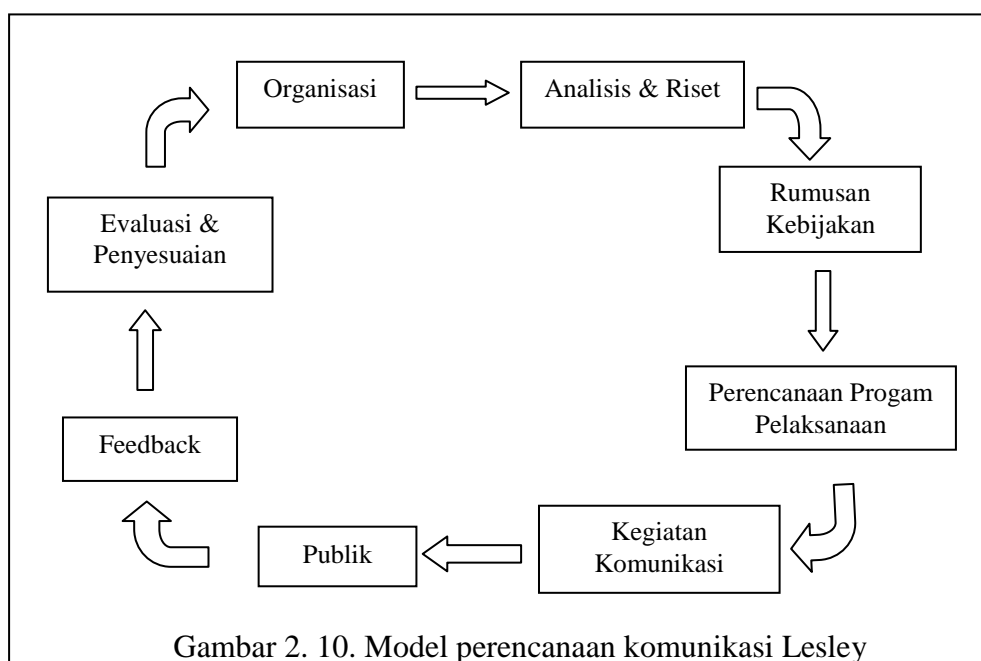 Organisasi
Analisis & Riset
Rumusan
Kebijakan
Perencanaan Progam
Pelaksanaan
Kegiatan
Komunikasi
Publik
Feedback
Evaluasi &
Penyesuaian
Gambar 2. 10. Model perencanaan komunikasi Lesley